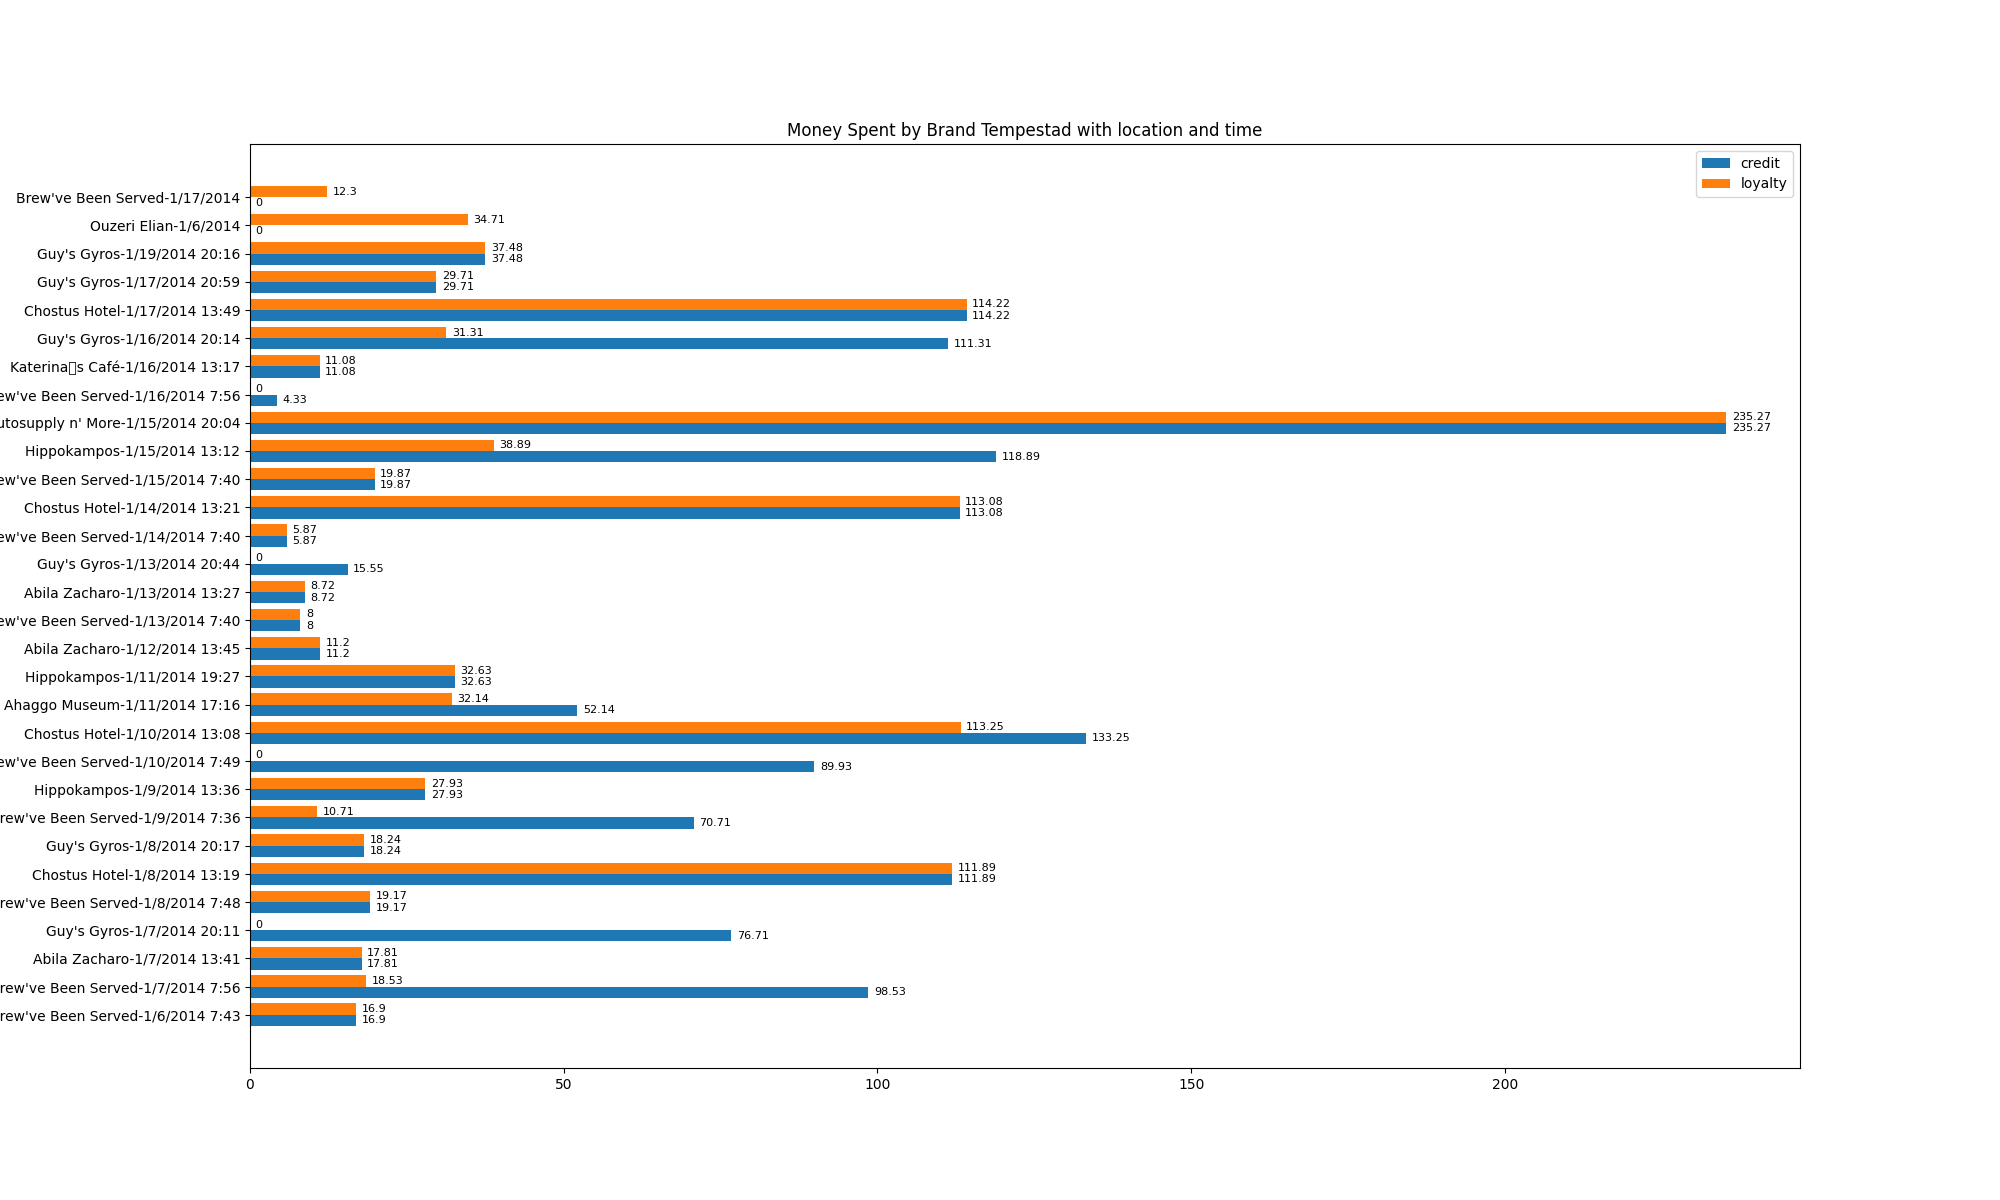 Money Spent by Brand Tempestad with location and time
credit
loyalty
Brew've Been Served-1/17/2014
12.3
0
Ouzeri Elian-1/6/2014
34.71
0
Guy's Gyros-1/19/2014 20:16
37.48
37.48
Guy's Gyros-1/17/2014 20:59
29.71
29.71
Chostus Hotel-1/17/2014 13:49
114.22
114.22
Guy's Gyros-1/16/2014 20:14
31.31
111.31
Katerina▯s Café-1/16/2014 13:17
11.08
11.08
ew've Been Served-1/16/2014 7:56
0
4.33
utosupply n' More-1/15/2014 20:04
235.27
235.27
Hippokampos-1/15/2014 13:12
38.89
118.89
ew've Been Served-1/15/2014 7:40
19.87
19.87
Chostus Hotel-1/14/2014 13:21
113.08
113.08
ew've Been Served-1/14/2014 7:40
5.87
5.87
Guy's Gyros-1/13/2014 20:44
0
15.55
Abila Zacharo-1/13/2014 13:27
8.72
8.72
ew've Been Served-1/13/2014 7:40
8
8
Abila Zacharo-1/12/2014 13:45
11.2
11.2
Hippokampos-1/11/2014 19:27
32.63
32.63
Ahaggo Museum-1/11/2014 17:16
32.14
52.14
Chostus Hotel-1/10/2014 13:08
113.25
133.25
ew've Been Served-1/10/2014 7:49
0
89.93
Hippokampos-1/9/2014 13:36
27.93
27.93
rew've Been Served-1/9/2014 7:36
10.71
70.71
Guy's Gyros-1/8/2014 20:17
18.24
18.24
Chostus Hotel-1/8/2014 13:19
111.89
111.89
rew've Been Served-1/8/2014 7:48
19.17
19.17
Guy's Gyros-1/7/2014 20:11
0
76.71
Abila Zacharo-1/7/2014 13:41
17.81
17.81
rew've Been Served-1/7/2014 7:56
18.53
98.53
rew've Been Served-1/6/2014 7:43
16.9
16.9
0 50 100 150 200